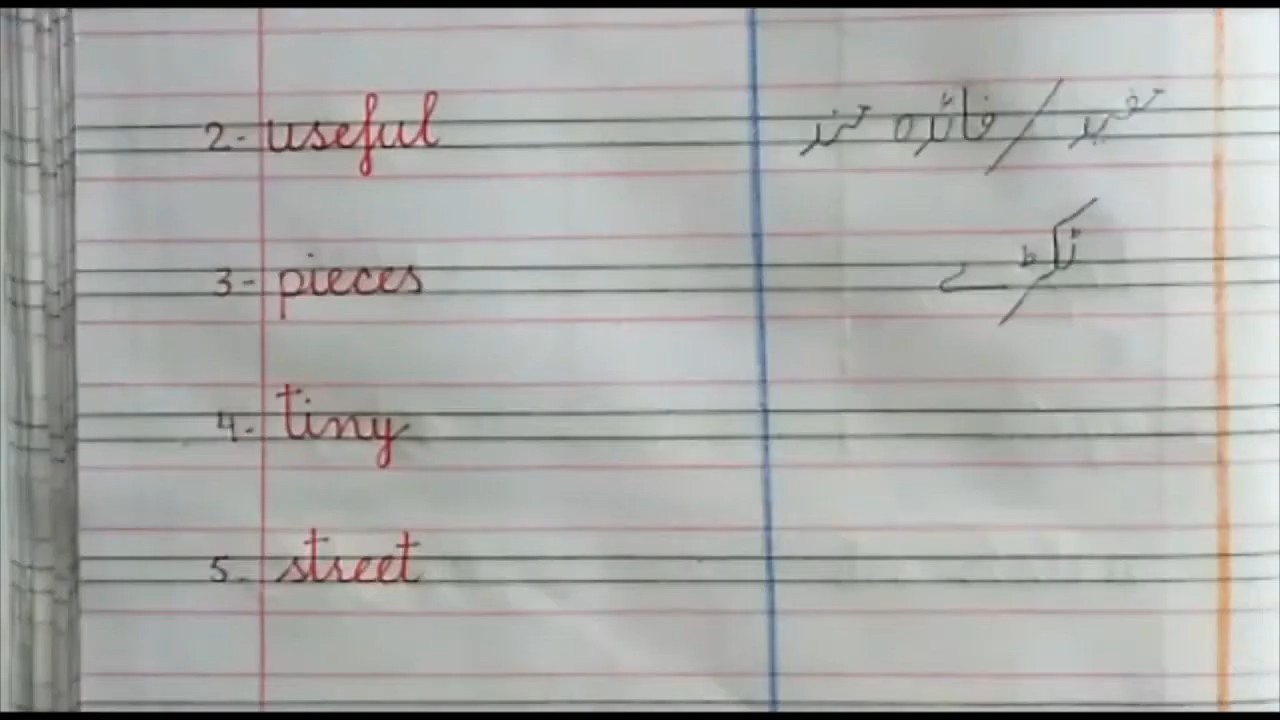 2- useful مفید / فائدہ مند
3- pieces ٹکڑے
4- tiny
5- street